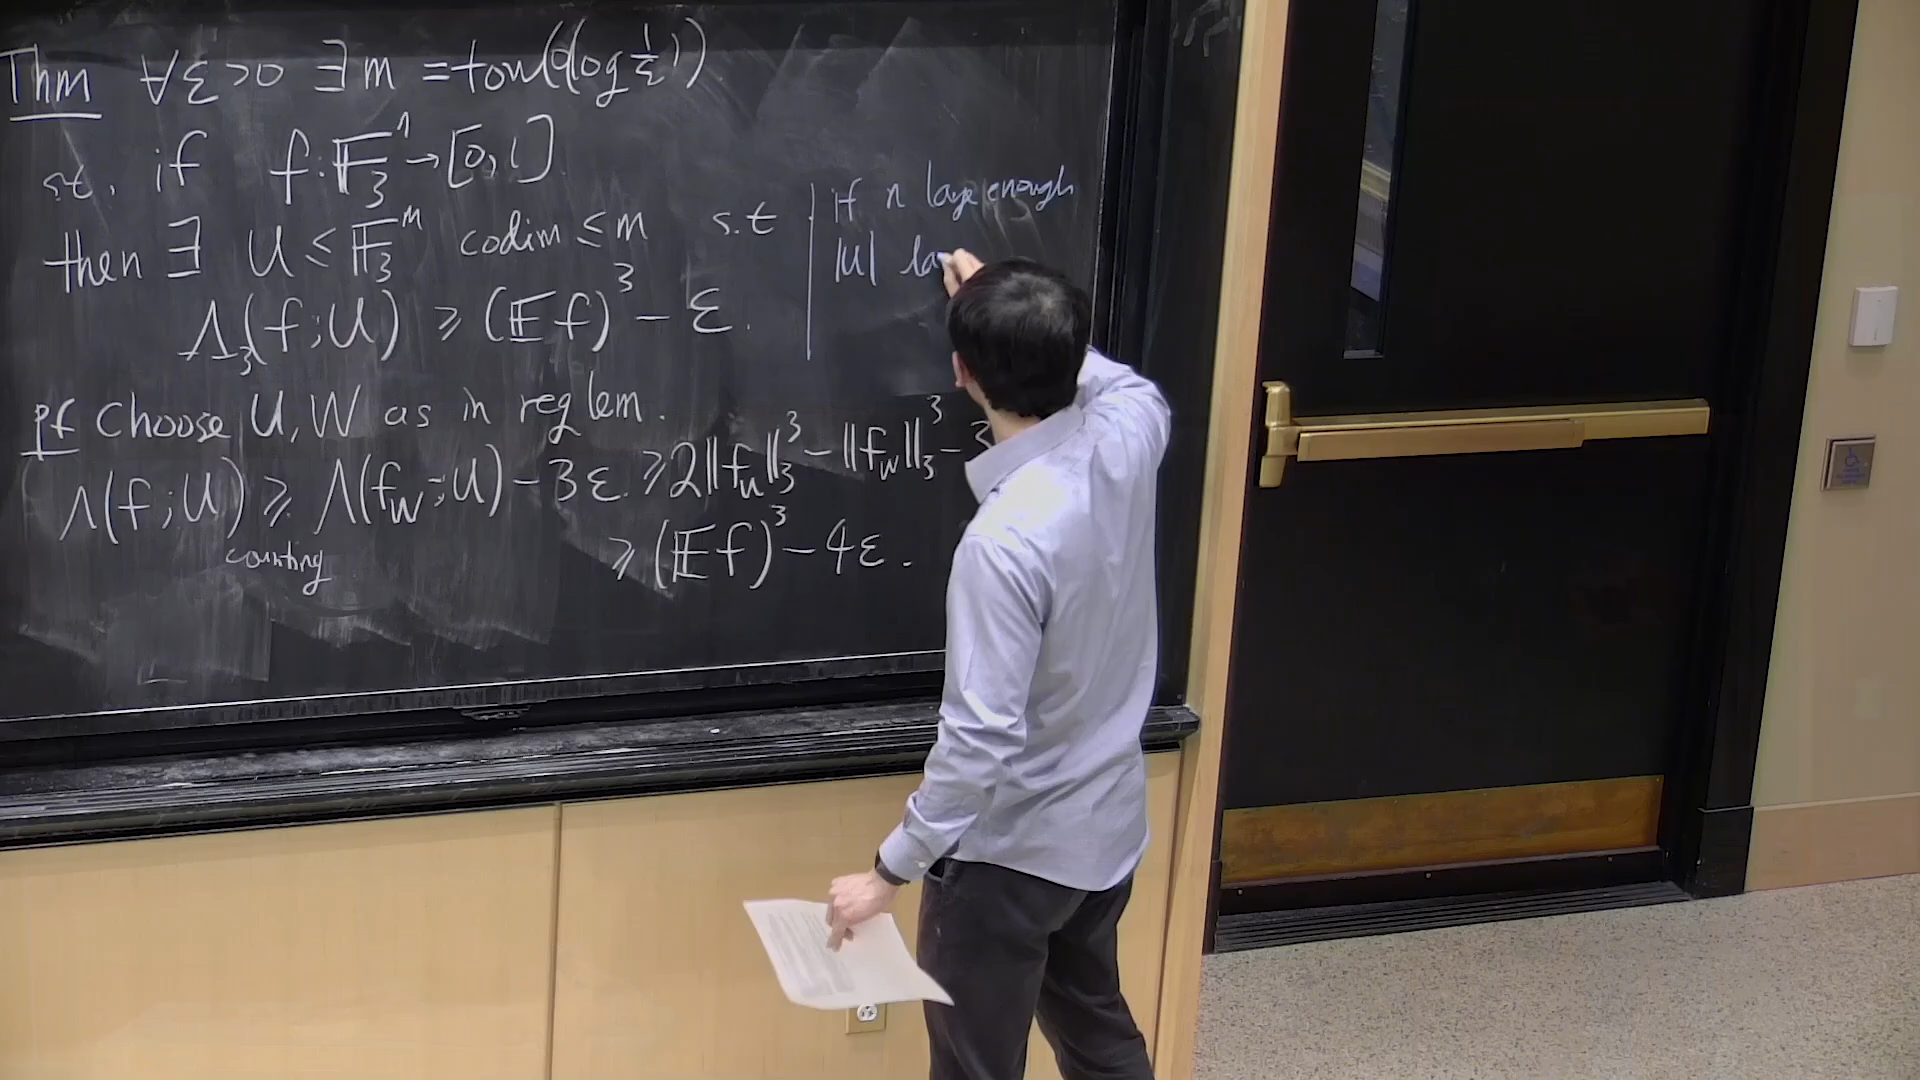 Thm ∀ε>0 ∃m = tow(O(log 1/ε))
s.t. if f: 𝔽₃ⁿ → [0,1]
then ∃ U ≤ 𝔽₃ᵐ codim ≤ m s.t
Λ₃(f;U) ≥ (𝔼f)³ − ε.
if n large enough
|U| la
pf Choose U, W as in reg lem.
Λ(f;U) ≥ Λ(f_W;U) − 3ε ≥ 2‖f_U‖₃³ − ‖f_W‖₃³ − 3
counting
≥ (𝔼f)³ − 4ε.